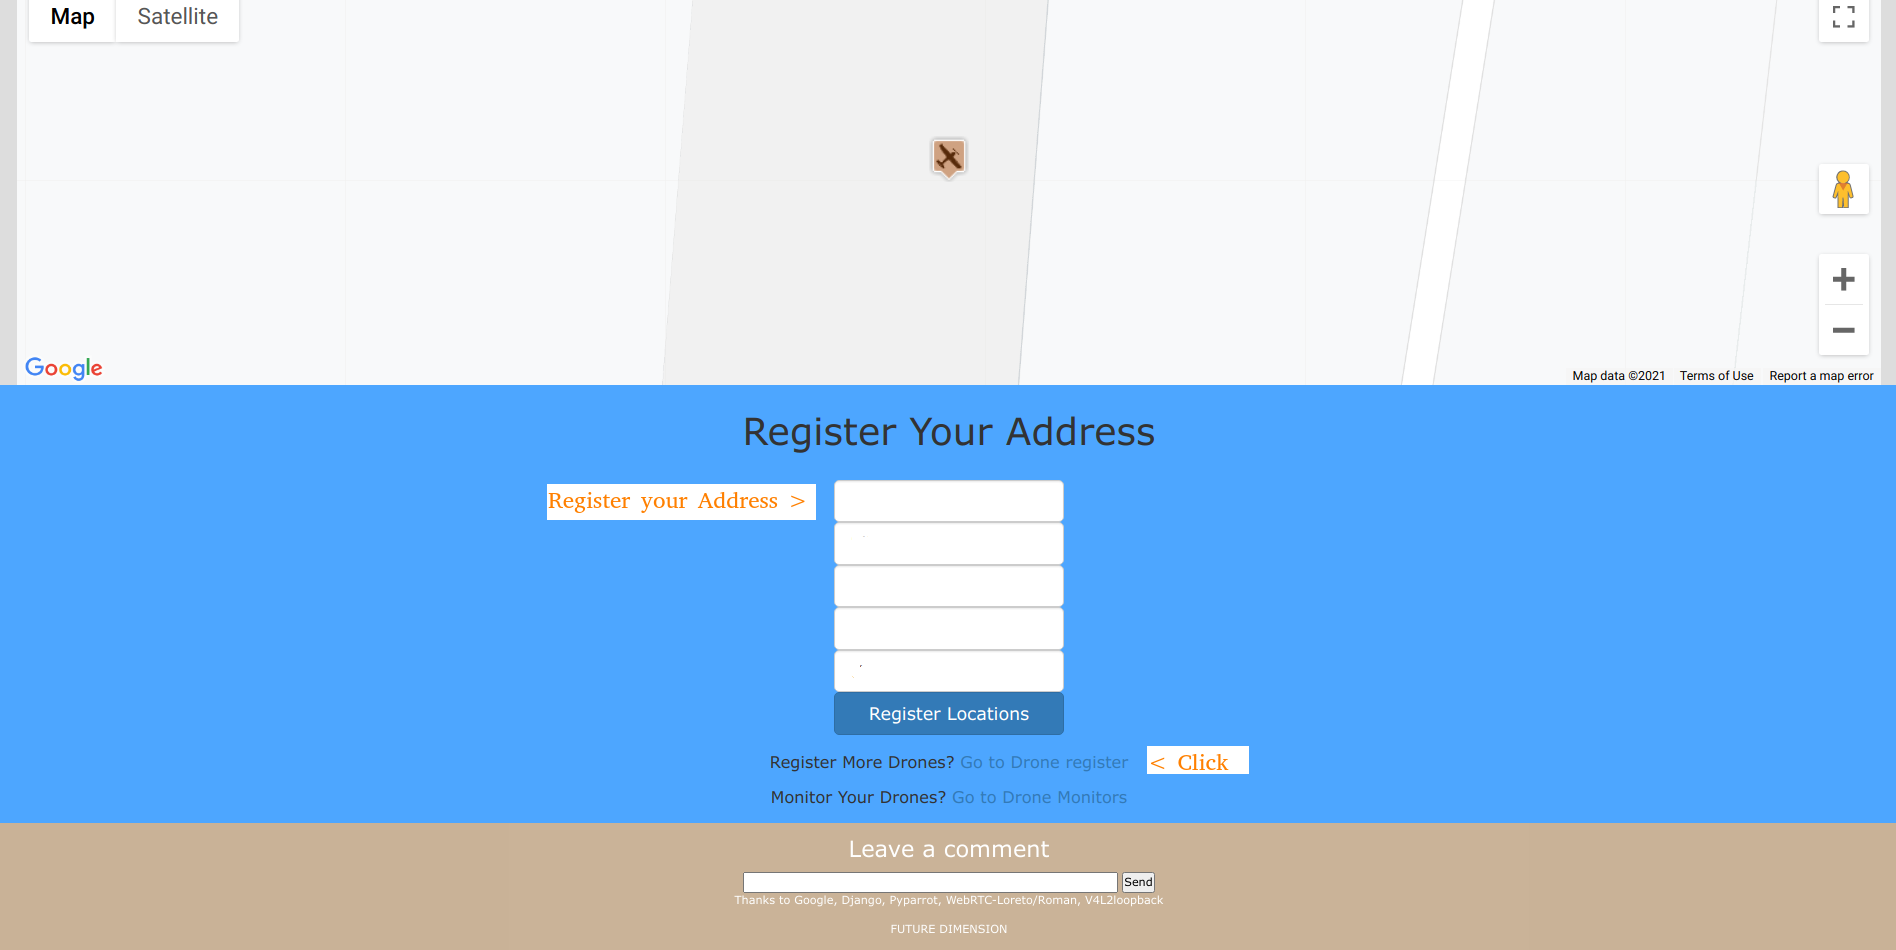 Map Satellite
Google
Map data ©2021 Terms of Use Report a map error
Register Your Address
Register your Address >
Register Locations
Register More Drones? Go to Drone register < Click
Monitor Your Drones? Go to Drone Monitors
Leave a comment
Send
Thanks to Google, Django, Pyparrot, WebRTC-Loreto/Roman, V4L2loopback
FUTURE DIMENSION